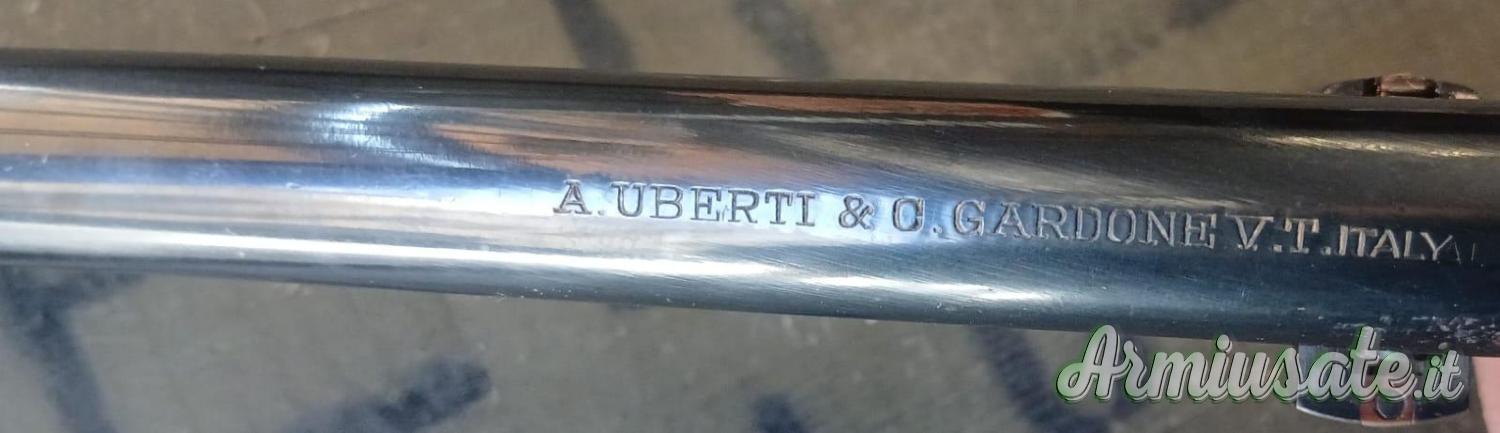 A. UBERTI & C. GARDONE V.T. ITALY
Armiusate.it